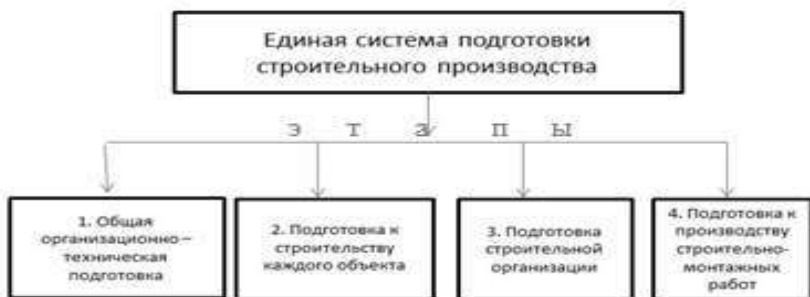 Единая система подготовки
строительного производства
Э Т а П Ы
1. Общая
организационно –
техническая
подготовка
2. Подготовка к
строительству
каждого объекта
3. Подготовка
строительной
организации
4. Подготовка к
производству
строительно-
монтажных
работ